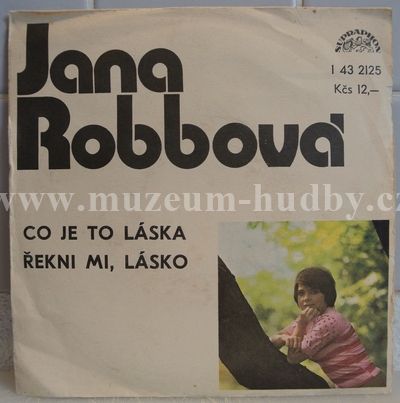 Jana
Robbová
SUPRAPHON
1 43 2125
Kčs 12,—
www.muzeum-hudby.cz
CO JE TO LÁSKA
ŘEKNI MI, LÁSKO